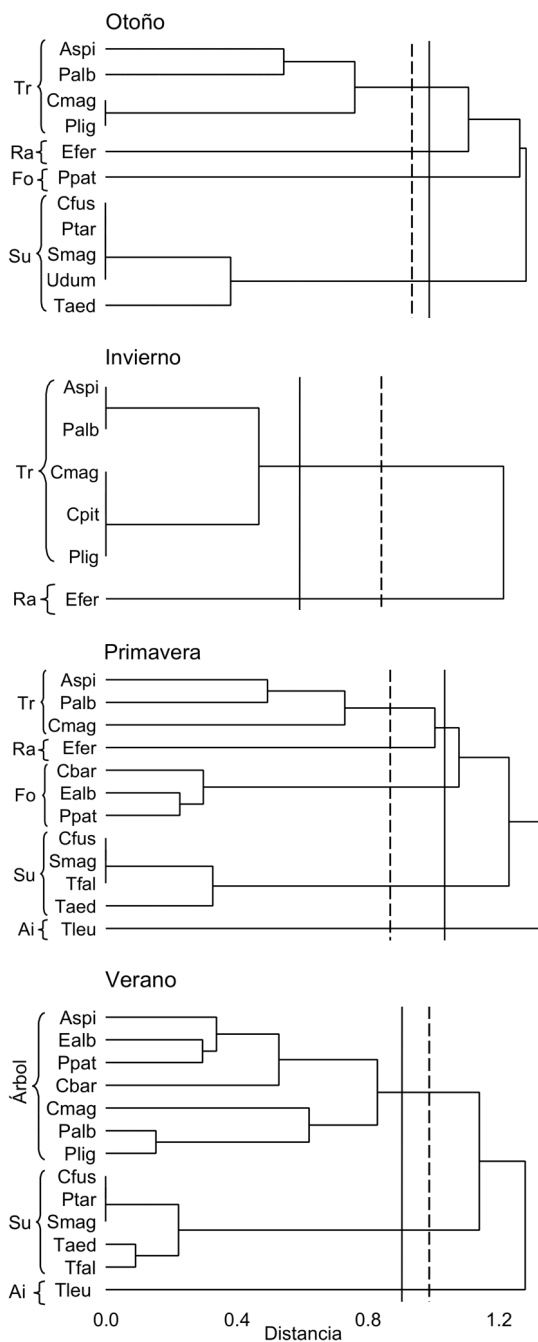 Otoño
Aspi
Palb
Tr
Cmag
Plig
Ra
Efer
Fo
Ppat
Cfus
Ptar
Su
Smag
Udum
Taed
Invierno
Aspi
Palb
Tr
Cmag
Cpit
Plig
Ra
Efer
Primavera
Aspi
Tr
Palb
Cmag
Ra
Efer
Cbar
Fo
Ealb
Ppat
Cfus
Smag
Su
Tfal
Taed
Ai
Tleu
Verano
Aspi
Ealb
Ppat
Árbol
Cbar
Cmag
Palb
Plig
Cfus
Ptar
Su
Smag
Taed
Tfal
Ai
Tleu
0.0 0.4 0.8 1.2
Distancia